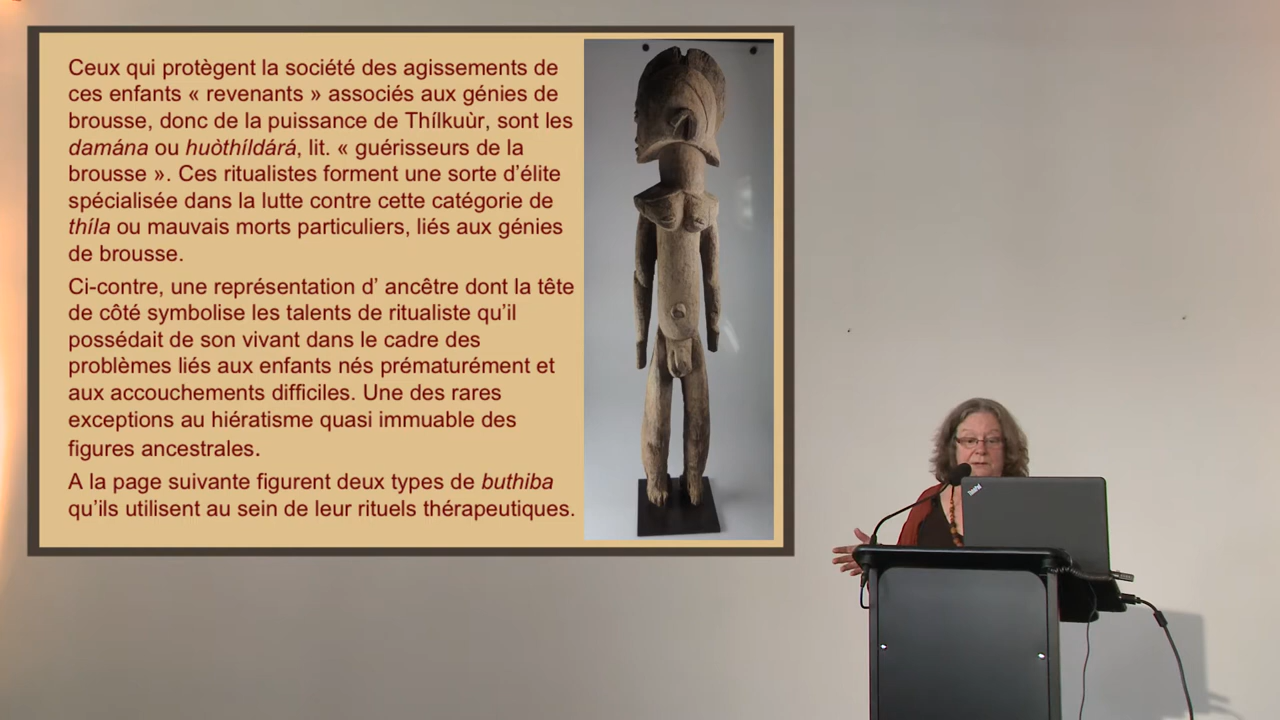 Ceux qui protègent la société des agissements de
ces enfants « revenants » associés aux génies de
brousse, donc de la puissance de Thílkuùr, sont les
damána ou huòthíldárá, lit. « guérisseurs de la
brousse ». Ces ritualistes forment une sorte d’élite
spécialisée dans la lutte contre cette catégorie de
thíla ou mauvais morts particuliers, liés aux génies
de brousse.
Ci-contre, une représentation d’ ancêtre dont la tête
de côté symbolise les talents de ritualiste qu’il
possédait de son vivant dans le cadre des
problèmes liés aux enfants nés prématurément et
aux accouchements difficiles. Une des rares
exceptions au hiératisme quasi immuable des
figures ancestrales.
A la page suivante figurent deux types de buthiba
qu’ils utilisent au sein de leur rituels thérapeutiques.